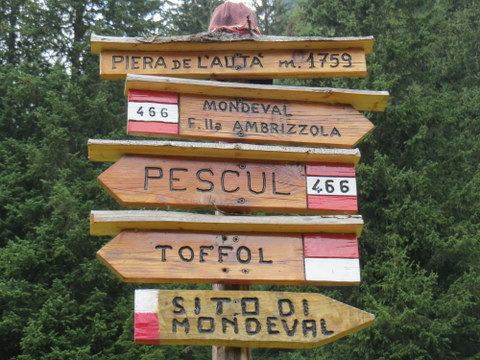 PIERA DE L'AUTA m. 1759
466
MONDEVAL
F.lla AMBRIZZOLA
PESCUL
466
TOFFOL
SITO DI
MONDEVAL